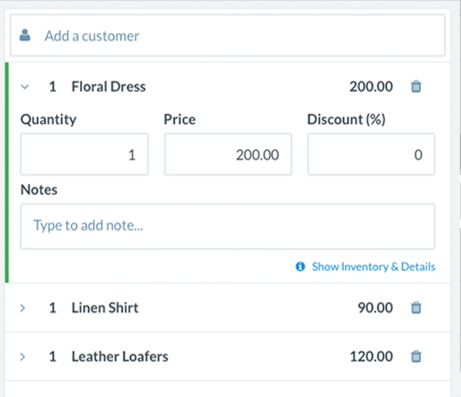 Add a customer
1 Floral Dress 200.00
Quantity Price Discount (%)
1 200.00 0
Notes
Type to add note...
Show Inventory & Details
1 Linen Shirt 90.00
1 Leather Loafers 120.00